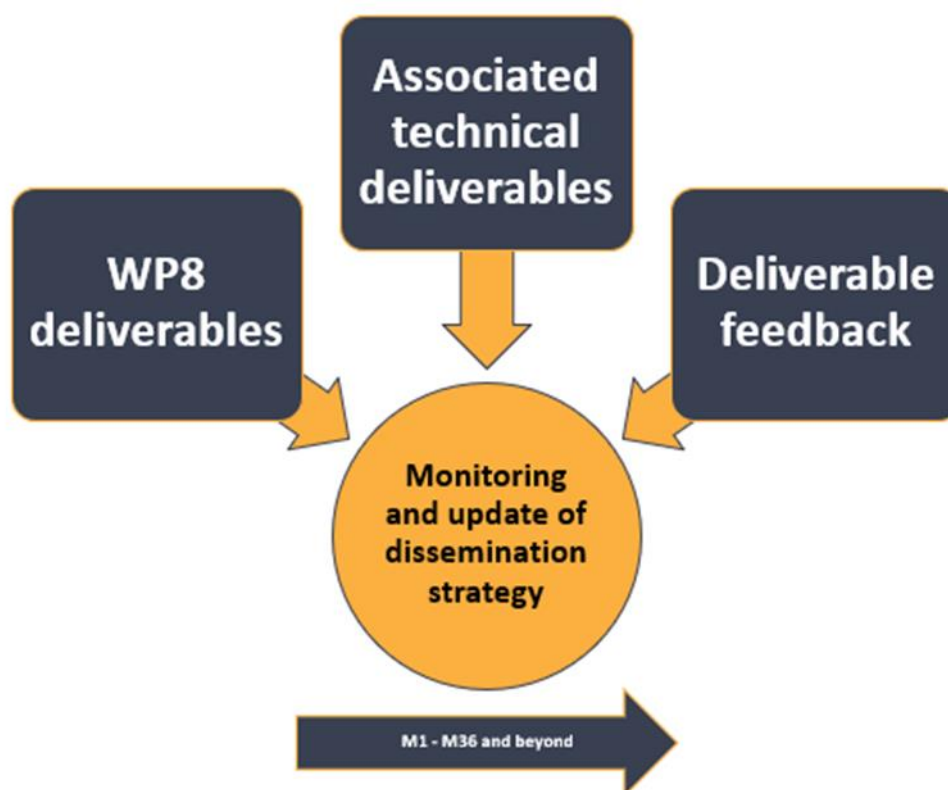 Associated
technical
deliverables
WP8
deliverables
Deliverable
feedback
Monitoring
and update of
dissemination
strategy
M1 - M36 and beyond